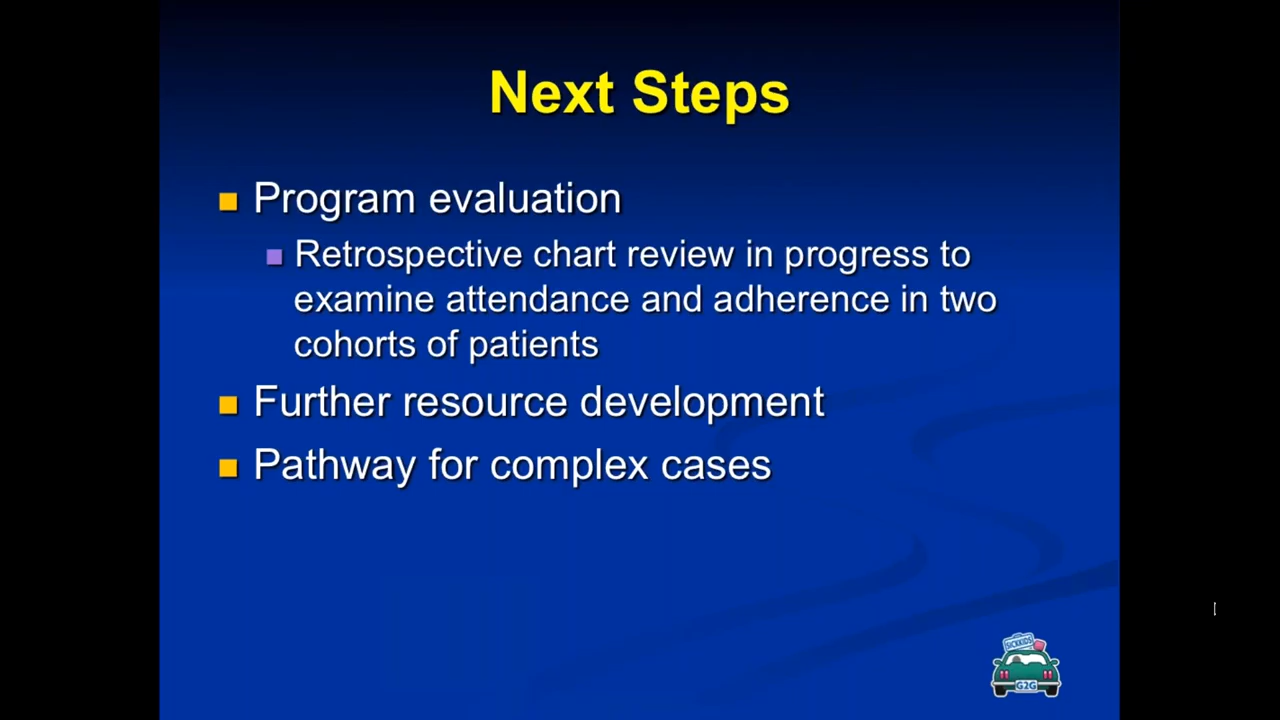 Next Steps
Program evaluation
Retrospective chart review in progress to
examine attendance and adherence in two
cohorts of patients
Further resource development
Pathway for complex cases
SICKKIDS
G2G